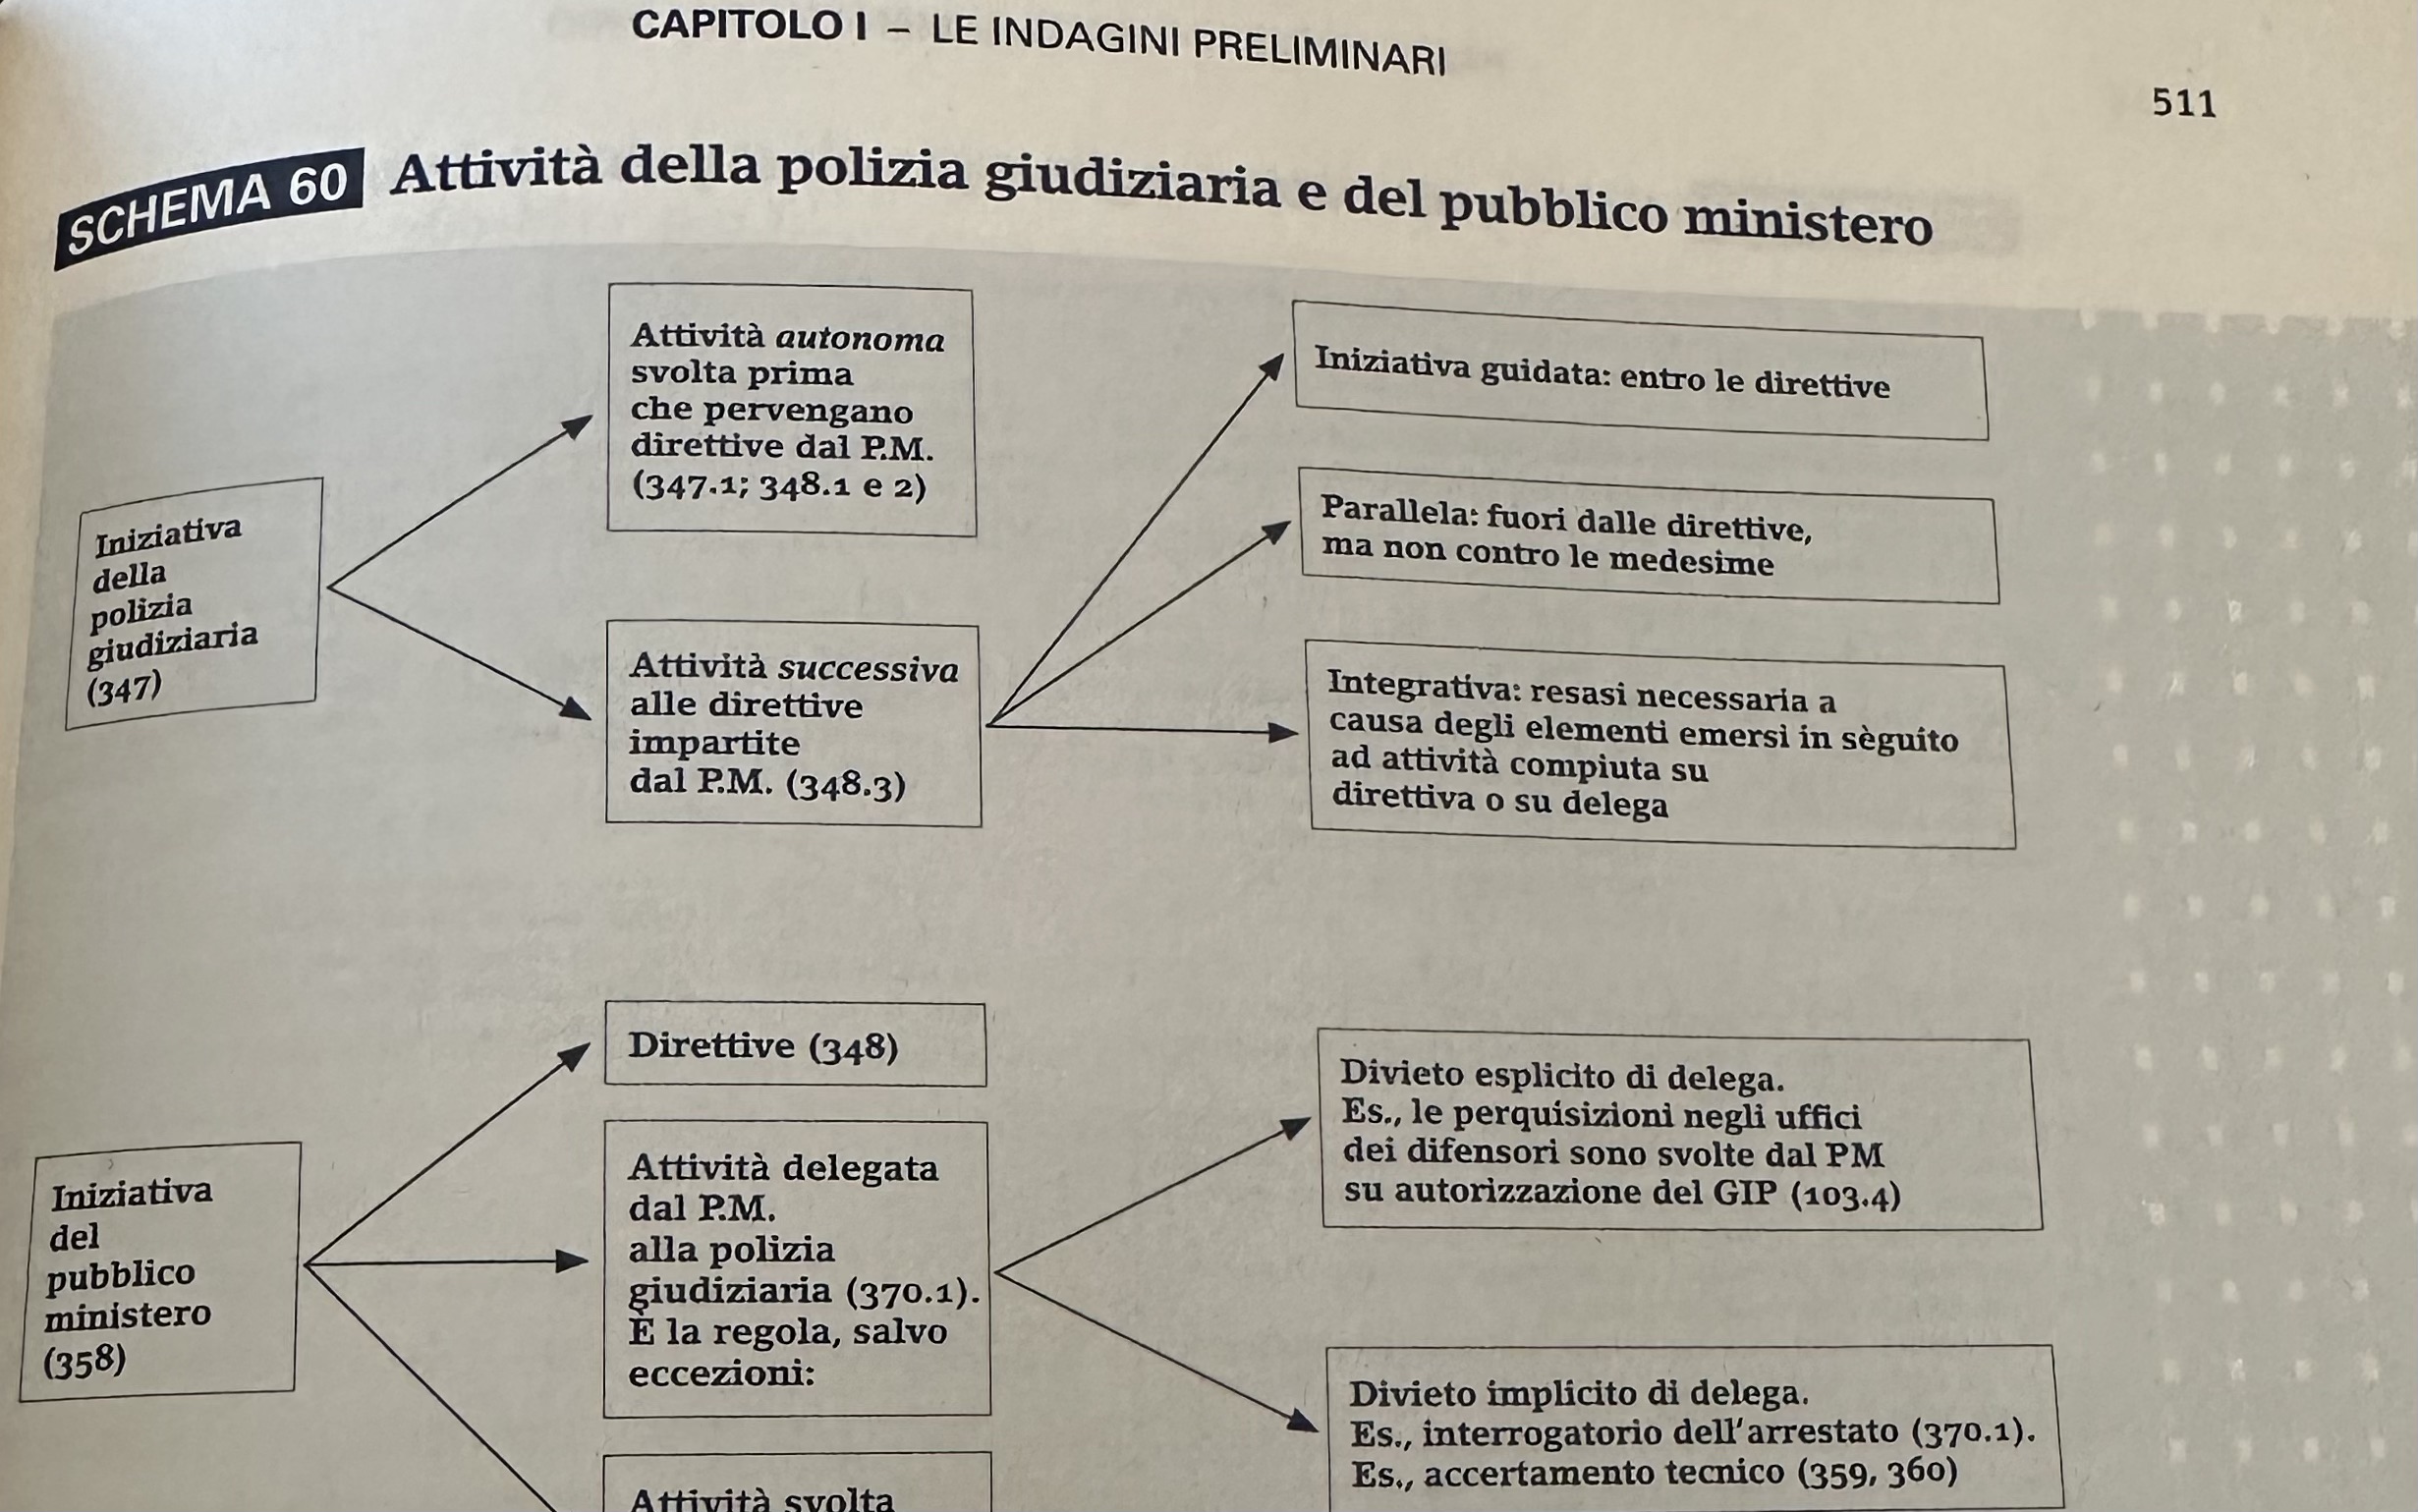 CAPITOLO I – LE INDAGINI PRELIMINARI
511
SCHEMA 60
Attività della polizia giudiziaria e del pubblico ministero
Iniziativa
della
polizia
giudiziaria
(347)
Attività autonoma
svolta prima
che pervengano
direttive dal P.M.
(347.1; 348.1 e 2)
Attività successiva
alle direttive
impartite
dal P.M. (348.3)
Iniziativa guidata: entro le direttive
Parallela: fuori dalle direttive,
ma non contro le medesime
Integrativa: resasi necessaria a
causa degli elementi emersi in sèguito
ad attività compiuta su
direttiva o su delega
Iniziativa
del
pubblico
ministero
(358)
Direttive (348)
Attività delegata
dal P.M.
alla polizia
giudiziaria (370.1).
È la regola, salvo
eccezioni:
Attività svolta
Divieto esplicito di delega.
Es., le perquisizioni negli uffici
dei difensori sono svolte dal PM
su autorizzazione del GIP (103.4)
Divieto implicito di delega.
Es., interrogatorio dell'arrestato (370.1).
Es., accertamento tecnico (359, 360)